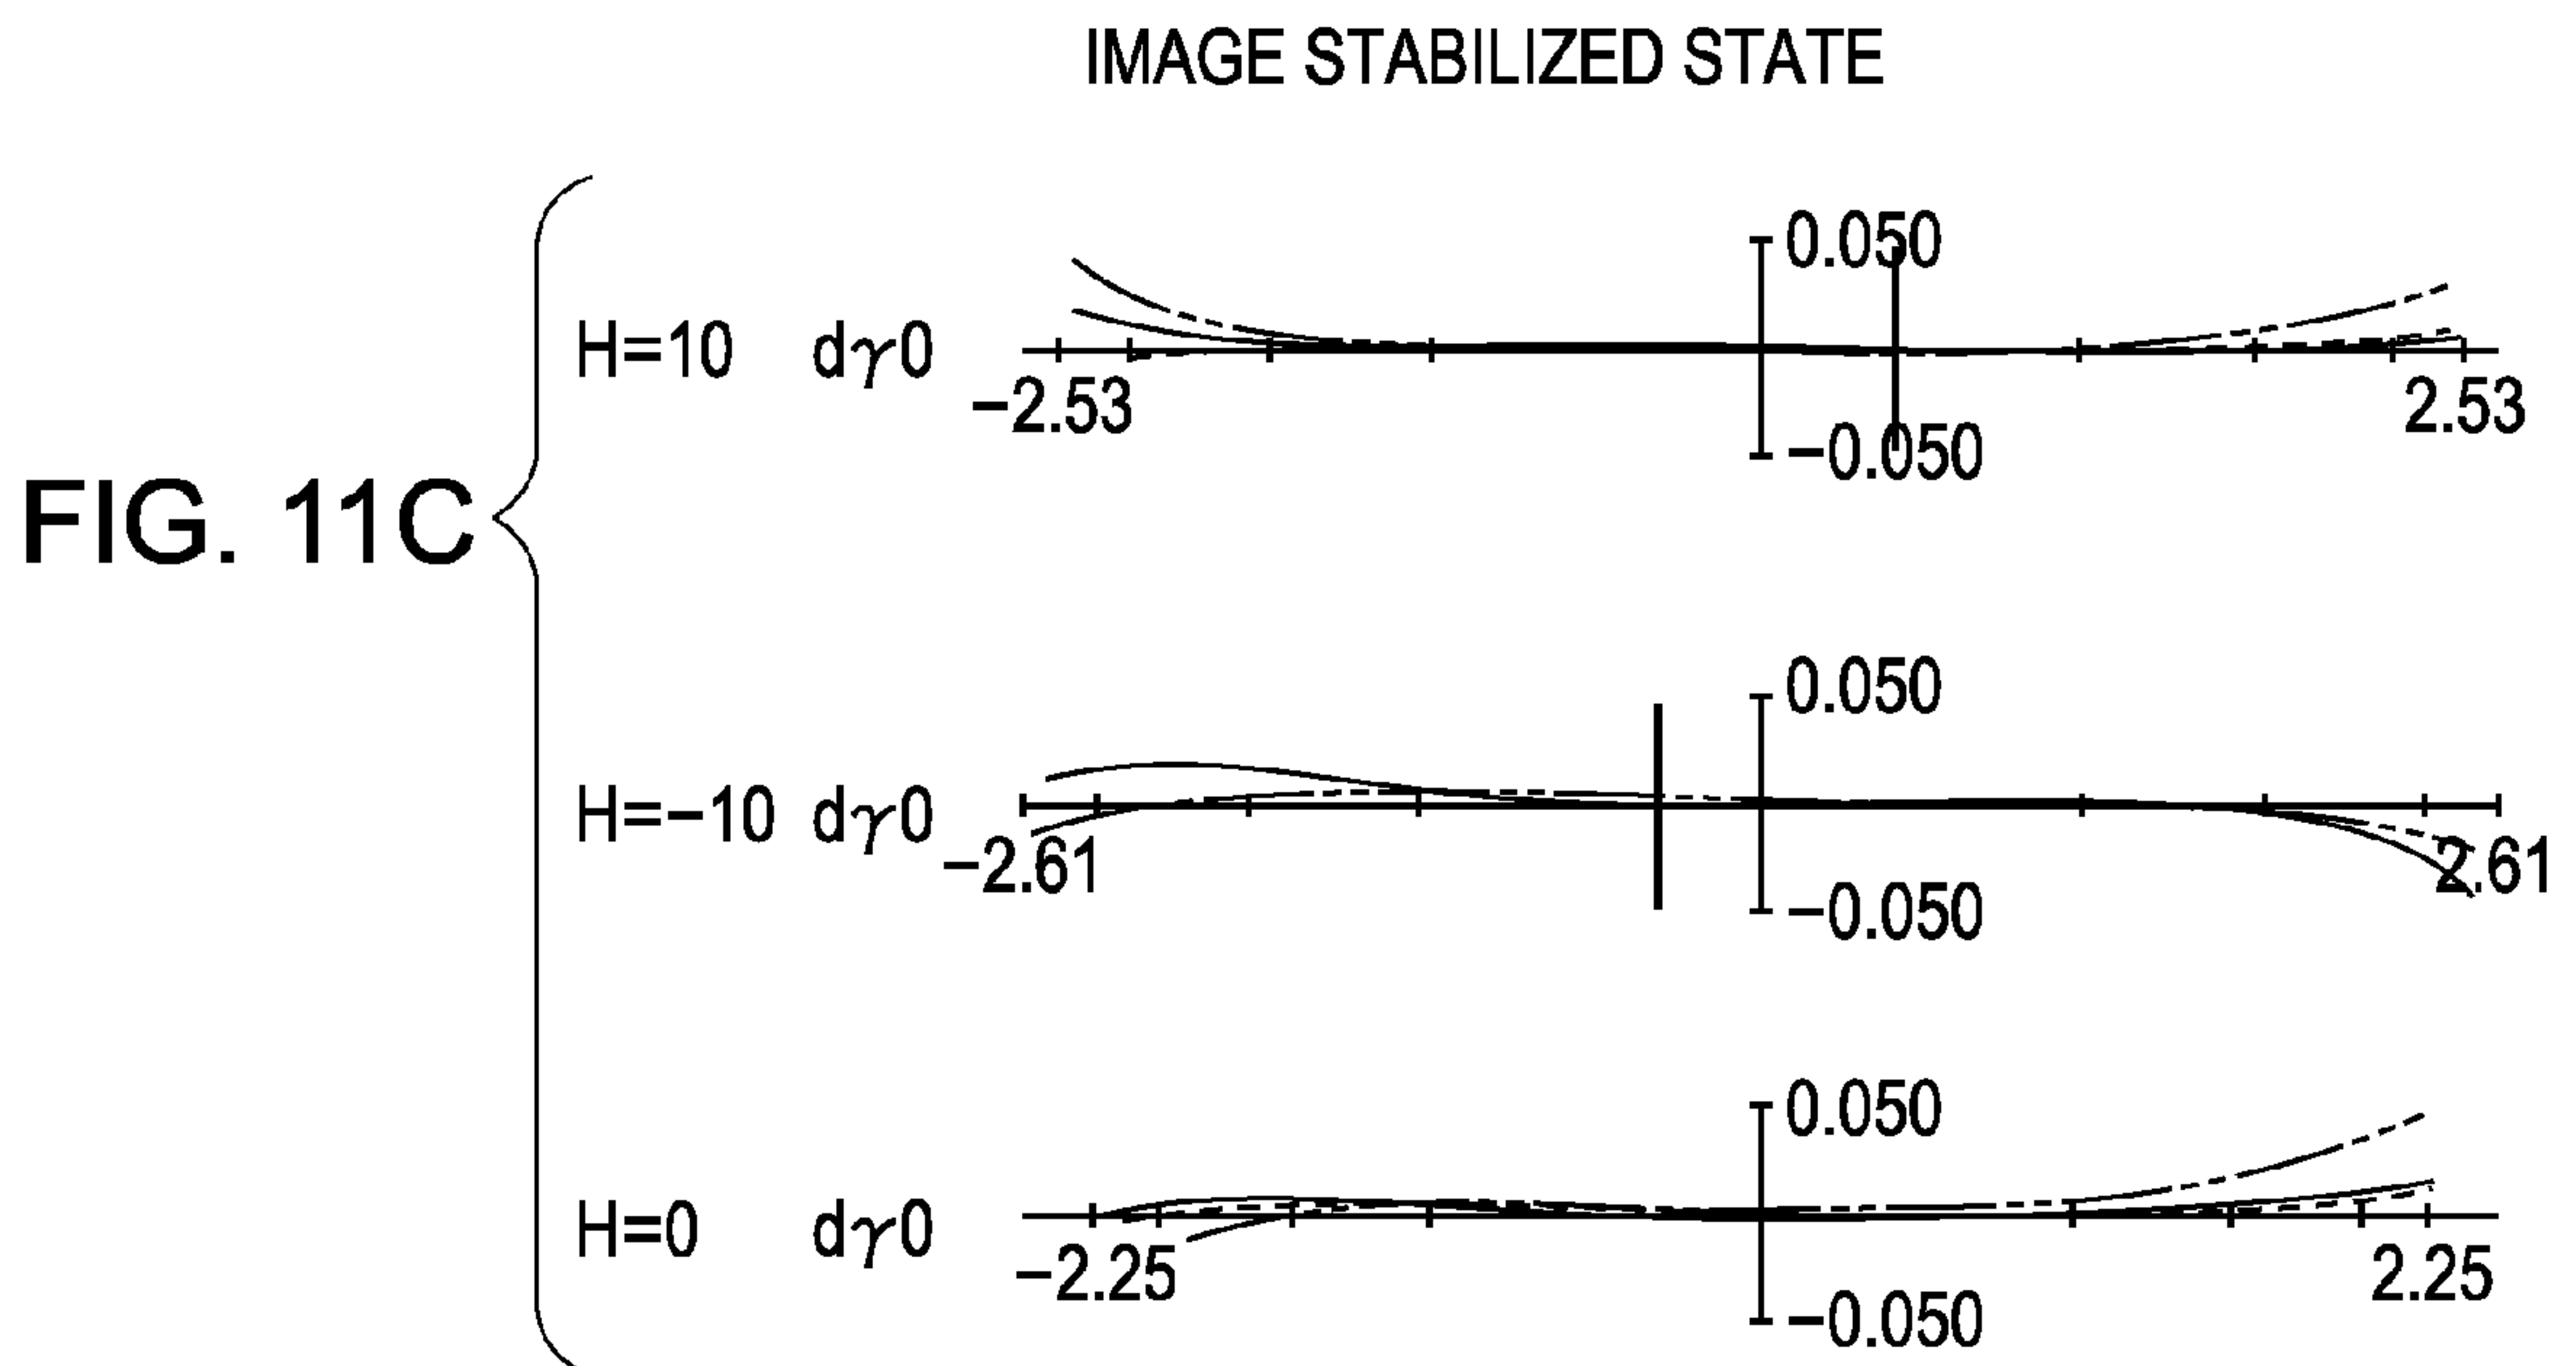 IMAGE STABILIZED STATE
FIG. 11C
H=10 dγ0
0.050
−2.53
2.53
−0.050
H=−10 dγ0
0.050
−2.61
2.61
−0.050
H=0 dγ0
0.050
−2.25
2.25
−0.050